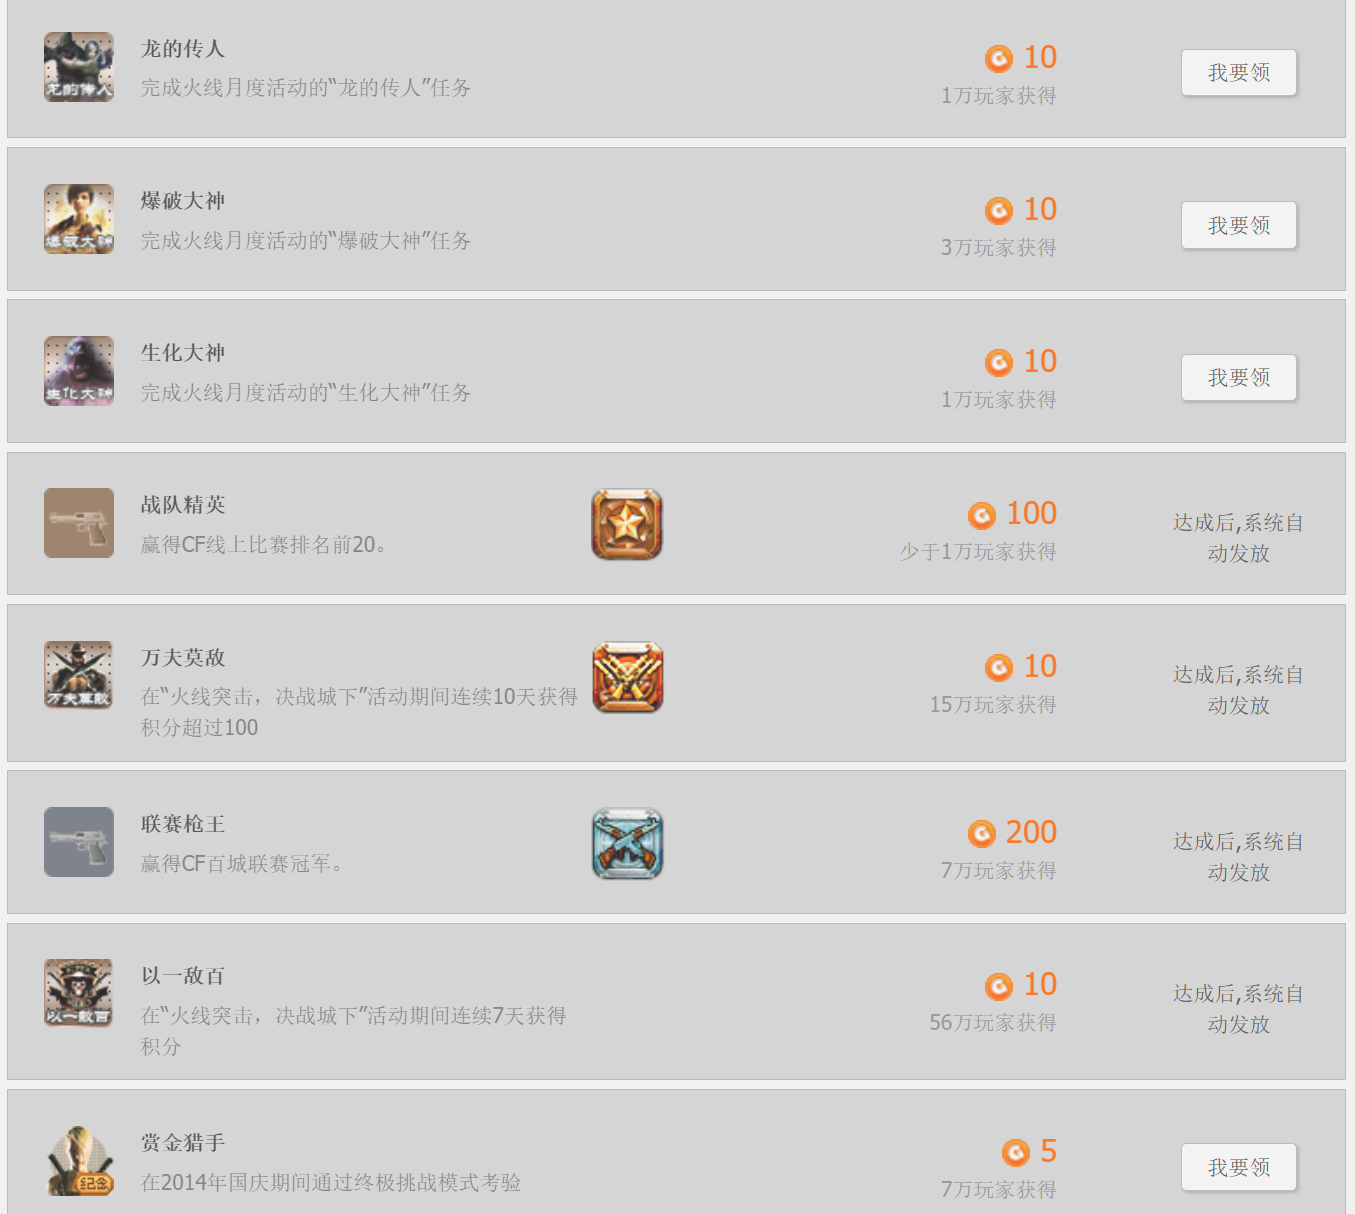 龙的传人
龙的传人
完成火线月度活动的“龙的传人”任务
10
1万玩家获得
我要领
爆破大神
爆破大神
完成火线月度活动的“爆破大神”任务
10
3万玩家获得
我要领
生化大神
生化大神
完成火线月度活动的“生化大神”任务
10
1万玩家获得
我要领
战队精英
赢得CF线上比赛排名前20。
100
少于1万玩家获得
达成后,系统自
动发放
万夫莫敌
万夫莫敌
在“火线突击，决战城下”活动期间连续10天获得
积分超过100
10
15万玩家获得
达成后,系统自
动发放
联赛枪王
赢得CF百城联赛冠军。
200
7万玩家获得
达成后,系统自
动发放
以一敌百
以一敌百
在“火线突击，决战城下”活动期间连续7天获得
积分
10
56万玩家获得
达成后,系统自
动发放
纪念
赏金猎手
在2014年国庆期间通过终极挑战模式考验
5
7万玩家获得
我要领